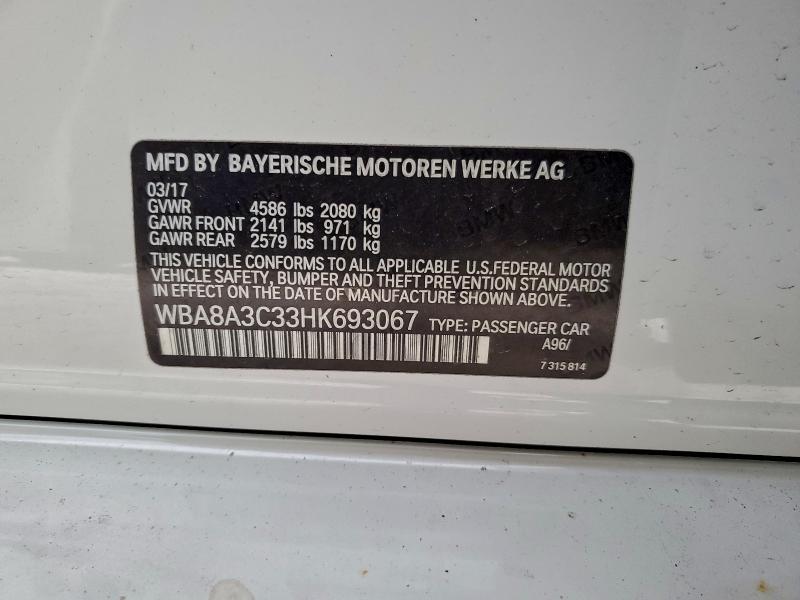 MFD BY BAYERISCHE MOTOREN WERKE AG
03/17
GVWR 4586 lbs 2080 kg
GAWR FRONT 2141 lbs 971 kg
GAWR REAR 2579 lbs 1170 kg
THIS VEHICLE CONFORMS TO ALL APPLICABLE U.S.FEDERAL MOTOR
VEHICLE SAFETY, BUMPER AND THEFT PREVENTION STANDARDS
IN EFFECT ON THE DATE OF MANUFACTURE SHOWN ABOVE.
WBA8A3C33HK693067 TYPE: PASSENGER CAR
A96/
7 315 814